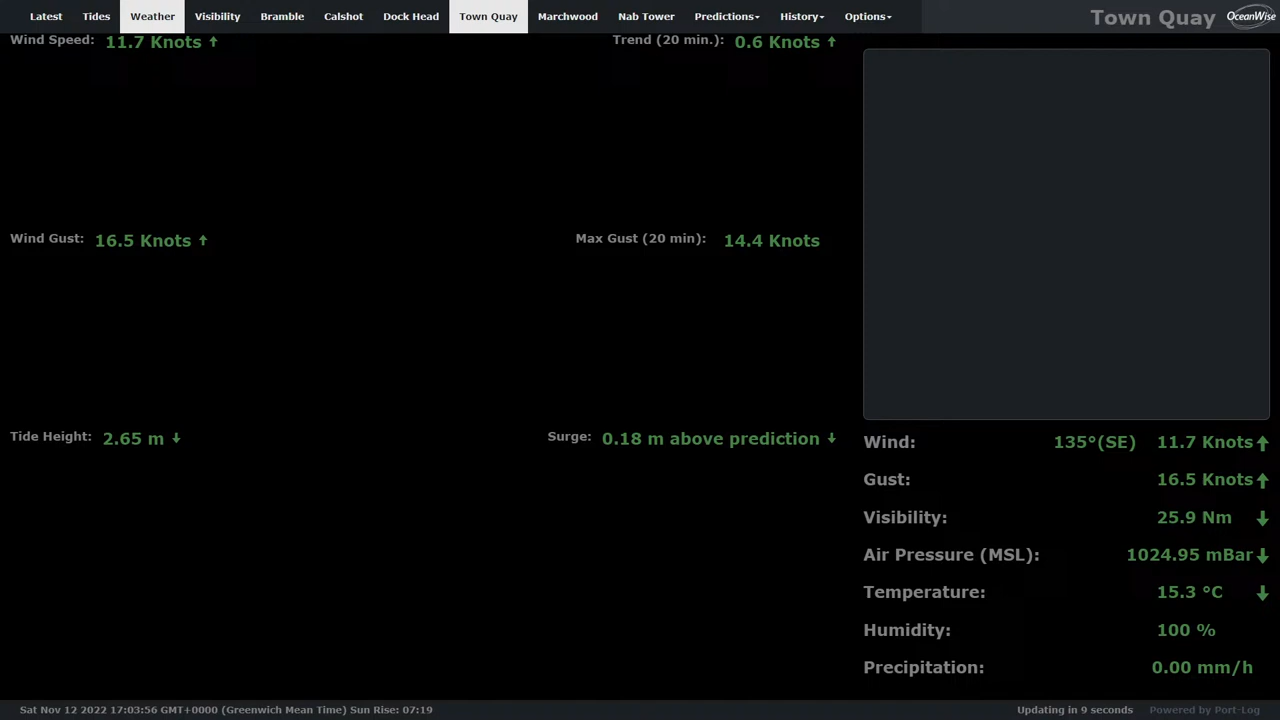 Latest Tides Weather Visibility Bramble Calshot Dock Head Town Quay Marchwood Nab Tower Predictions History Options Town Quay OceanWise
Wind Speed: 11.7 Knots ↑ Trend (20 min.): 0.6 Knots ↑
Wind Gust: 16.5 Knots ↑ Max Gust (20 min): 14.4 Knots
Tide Height: 2.65 m ↓ Surge: 0.18 m above prediction ↓
Wind: 135°(SE) 11.7 Knots ↑
Gust: 16.5 Knots ↑
Visibility: 25.9 Nm ↓
Air Pressure (MSL): 1024.95 mBar ↓
Temperature: 15.3 °C ↓
Humidity: 100 %
Precipitation: 0.00 mm/h
Sat Nov 12 2022 17:03:56 GMT+0000 (Greenwich Mean Time) Sun Rise: 07:19 Updating in 9 seconds Powered by Port-Log